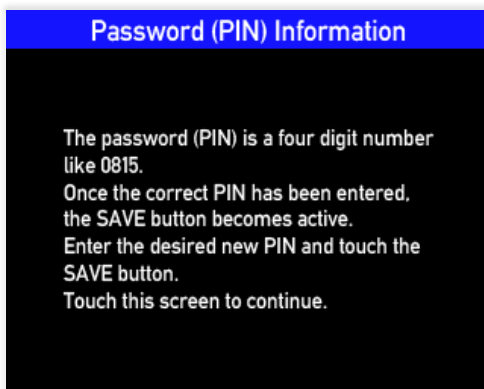 Password (PIN) Information
The password (PIN) is a four digit number
like 0815.
Once the correct PIN has been entered,
the SAVE button becomes active.
Enter the desired new PIN and touch the
SAVE button.
Touch this screen to continue.